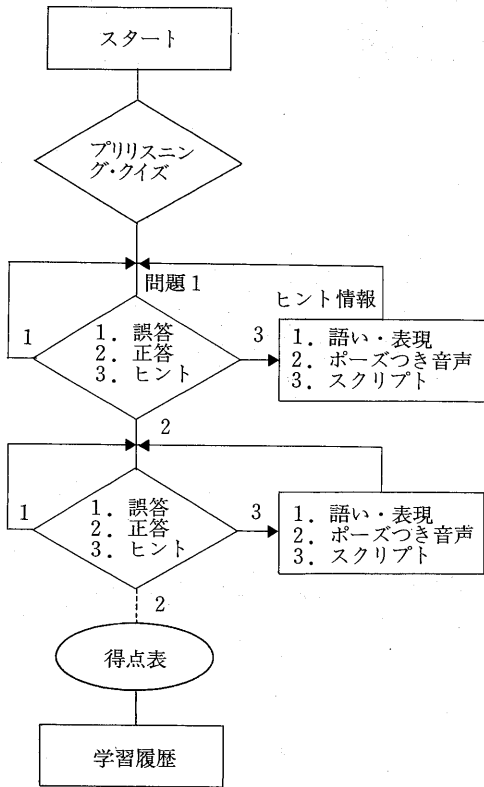 スタート
プリリスニン
グ・クイズ
問題1
ヒント情報
1
1. 誤答
2. 正答
3. ヒント
3
1. 語い・表現
2. ポーズつき音声
3. スクリプト
2
1
1. 誤答
2. 正答
3. ヒント
3
1. 語い・表現
2. ポーズつき音声
3. スクリプト
2
得点表
学習履歴